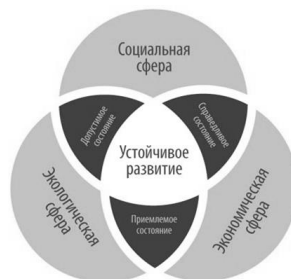 Социальная
сфера
Допустимое
состояние
Справедливое
состояние
Устойчивое
развитие
Экологическая
сфера
Приемлемое
состояние
Экономическая
сфера